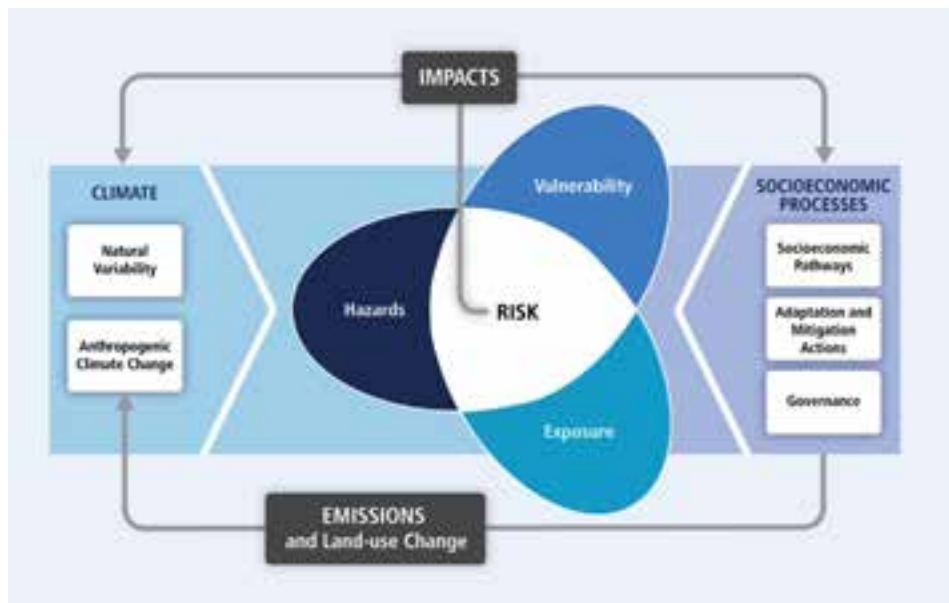 IMPACTS
CLIMATE
Natural
Variability
Anthropogenic
Climate Change
Vulnerability
Hazards
RISK
Exposure
SOCIOECONOMIC
PROCESSES
Socioeconomic
Pathways
Adaptation and
Mitigation
Actions
Governance
EMISSIONS
and Land-use Change